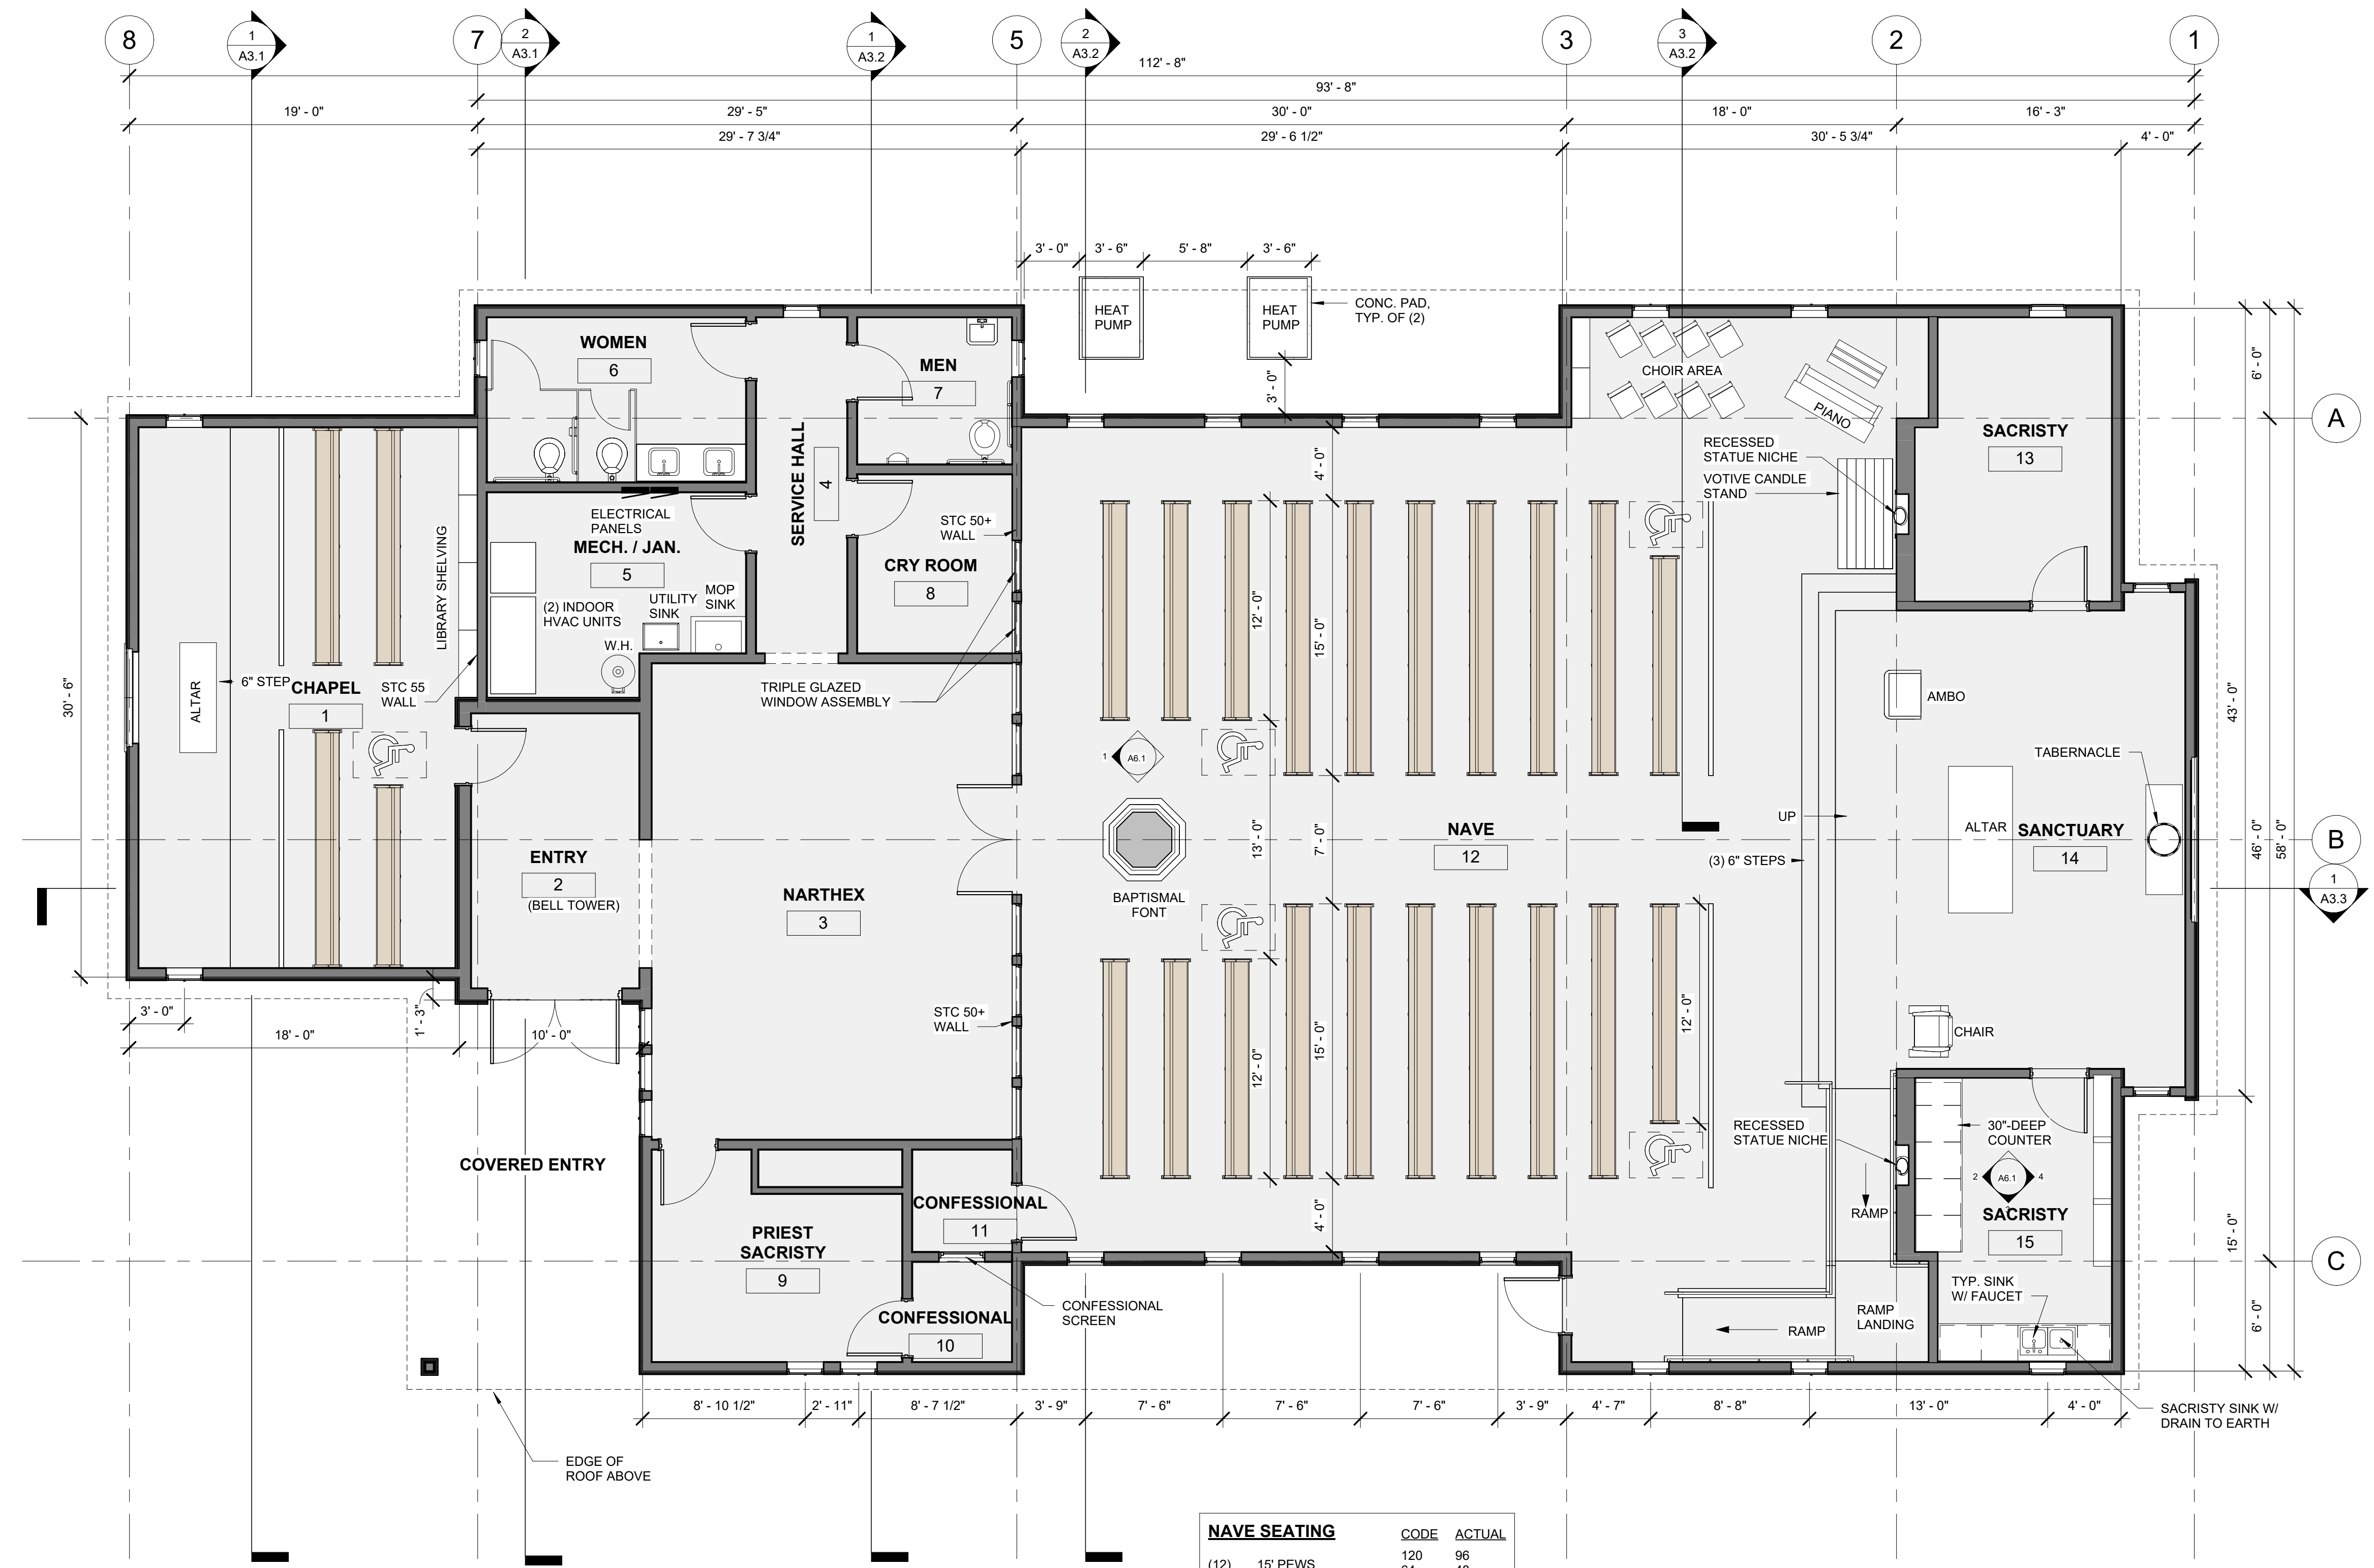 8
1
A3.1
7
2
A3.1
1
A3.2
5
2
A3.2
3
3
A3.2
2
1
112' - 8"
93' - 8"
19' - 0"
29' - 5"
30' - 0"
18' - 0"
16' - 3"
29' - 7 3/4"
29' - 6 1/2"
30' - 5 3/4"
4' - 0"
3' - 0"
3' - 6"
5' - 8"
3' - 6"
HEAT
PUMP
HEAT
PUMP
CONC. PAD,
TYP. OF (2)
3' - 0"
WOMEN
6
MEN
7
CHOIR AREA
PIANO
6' - 0"
A
SERVICE HALL
4
4' - 0"
RECESSED
STATUE NICHE
VOTIVE CANDLE
STAND
SACRISTY
13
ELECTRICAL
PANELS
MECH. / JAN.
5
(2) INDOOR
HVAC UNITS
UTILITY
SINK
MOP
SINK
W.H.
STC 50+
WALL
CRY ROOM
8
LIBRARY SHELVING
12' - 0"
15' - 0"
30' - 6"
ALTAR
6" STEP
CHAPEL
1
STC 55
WALL
TRIPLE GLAZED
WINDOW ASSEMBLY
1
A6.1
AMBO
43' - 0"
TABERNACLE
UP
ENTRY
2
(BELL TOWER)
NARTHEX
3
BAPTISMAL
FONT
13' - 0"
7' - 0"
NAVE
12
(3) 6" STEPS
ALTAR
SANCTUARY
14
46' - 0"
58' - 0"
B
1
A3.3
3' - 0"
18' - 0"
1' - 3"
10' - 0"
STC 50+
WALL
12' - 0"
15' - 0"
12' - 0"
CHAIR
COVERED ENTRY
RECESSED
STATUE NICHE
30"-DEEP
COUNTER
2
A6.1
4
SACRISTY
15
RAMP
CONFESSIONAL
11
PRIEST
SACRISTY
9
4' - 0"
15' - 0"
C
CONFESSIONAL
10
CONFESSIONAL
SCREEN
TYP. SINK
W/ FAUCET
RAMP
LANDING
RAMP
6' - 0"
8' - 10 1/2"
2' - 11"
8' - 7 1/2"
3' - 9"
7' - 6"
7' - 6"
7' - 6"
3' - 9"
4' - 7"
8' - 8"
13' - 0"
4' - 0"
SACRISTY SINK W/
DRAIN TO EARTH
EDGE OF
ROOF ABOVE
NAVE SEATING CODE ACTUAL
(12) 15' PEWS 120 96